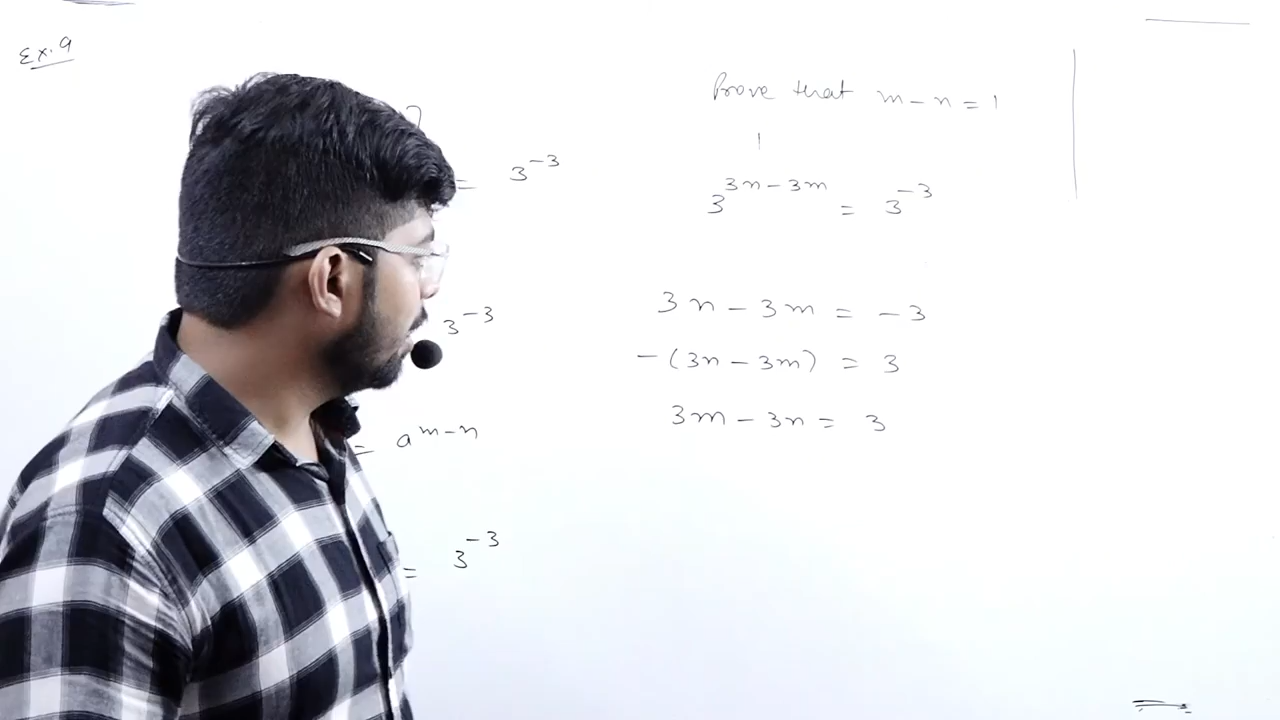 Ex.9
= 3^{-3}
3^{-3}
= a^{m-n}
= 3^{-3}
Prove that m - n = 1
3^{3n-3m} = 3^{-3}
3n - 3m = -3
-(3n - 3m) = 3
3m - 3n = 3